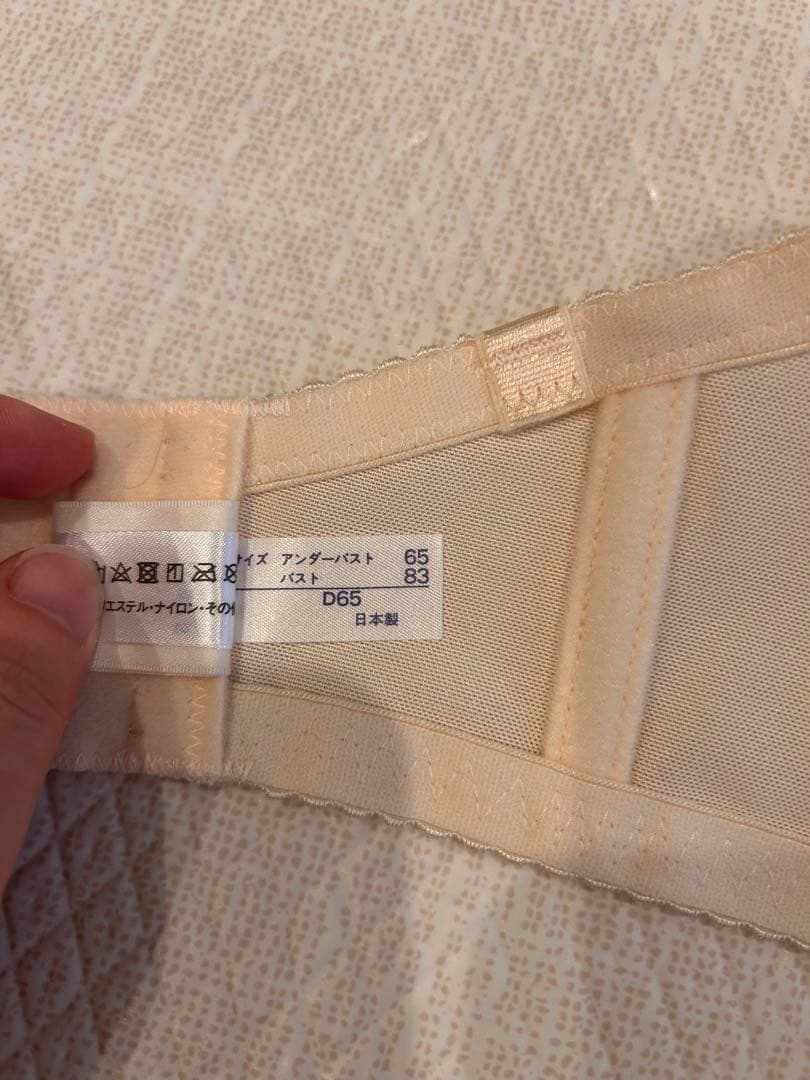 サイズ アンダーバスト 65
バスト 83
D65
日本製
エステル・ナイロン・その他